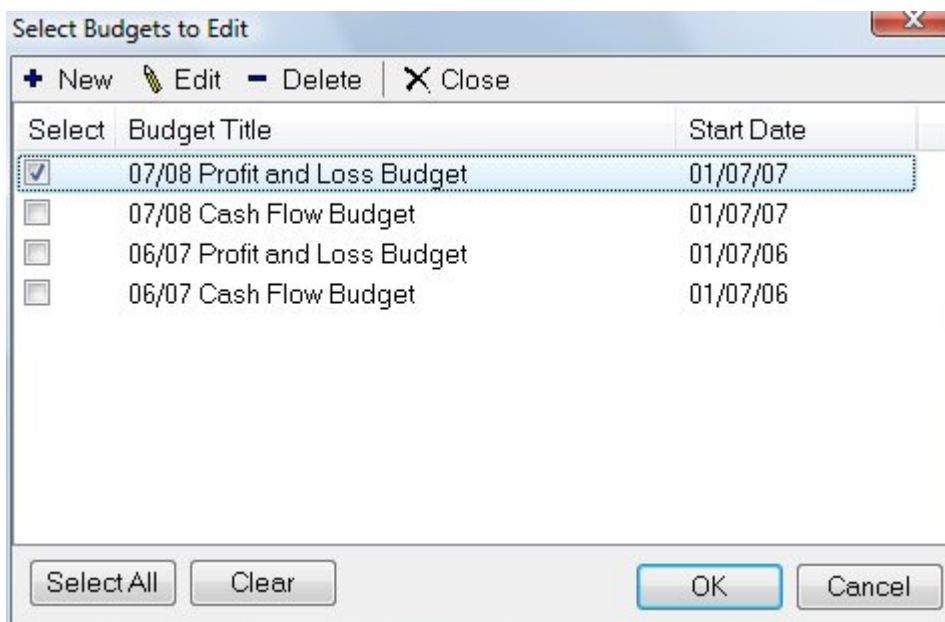 Select Budgets to Edit
New Edit Delete Close
Select Budget Title Start Date
07/08 Profit and Loss Budget 01/07/07
07/08 Cash Flow Budget 01/07/07
06/07 Profit and Loss Budget 01/07/06
06/07 Cash Flow Budget 01/07/06
Select All Clear OK Cancel